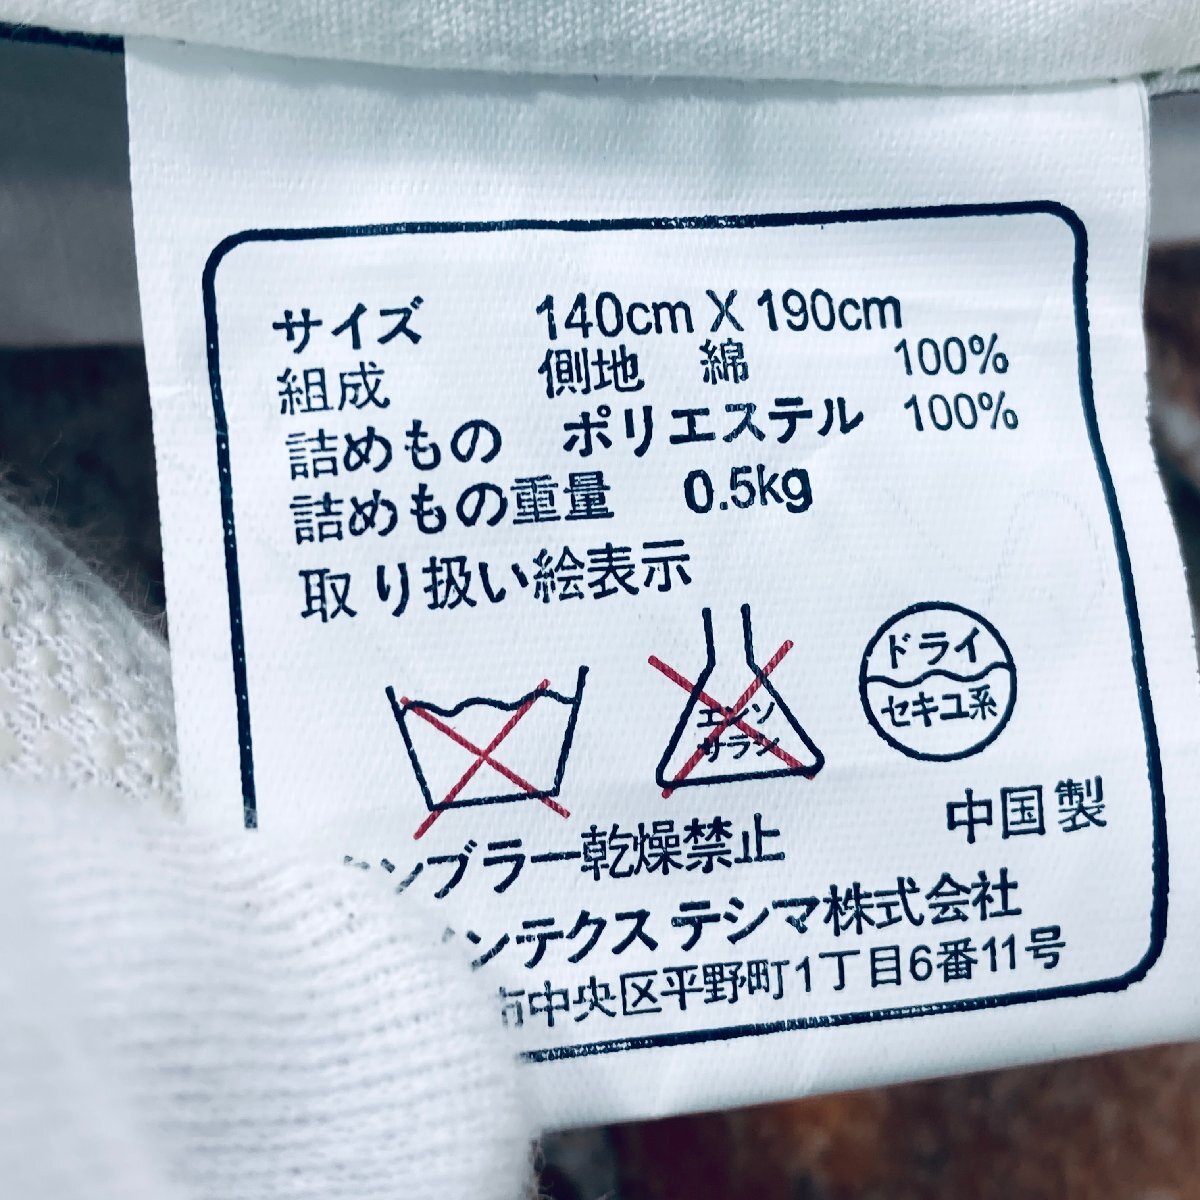 サイズ 140cm X 190cm
組成 側地 綿 100%
詰めもの ポリエステル 100%
詰めもの重量 0.5kg
取り扱い絵表示
エンソ
サラシ
ドライ
セキユ系
中国製
ンブラー乾燥禁止
ンテクス テシマ株式会社
市中央区平野町1丁目6番11号